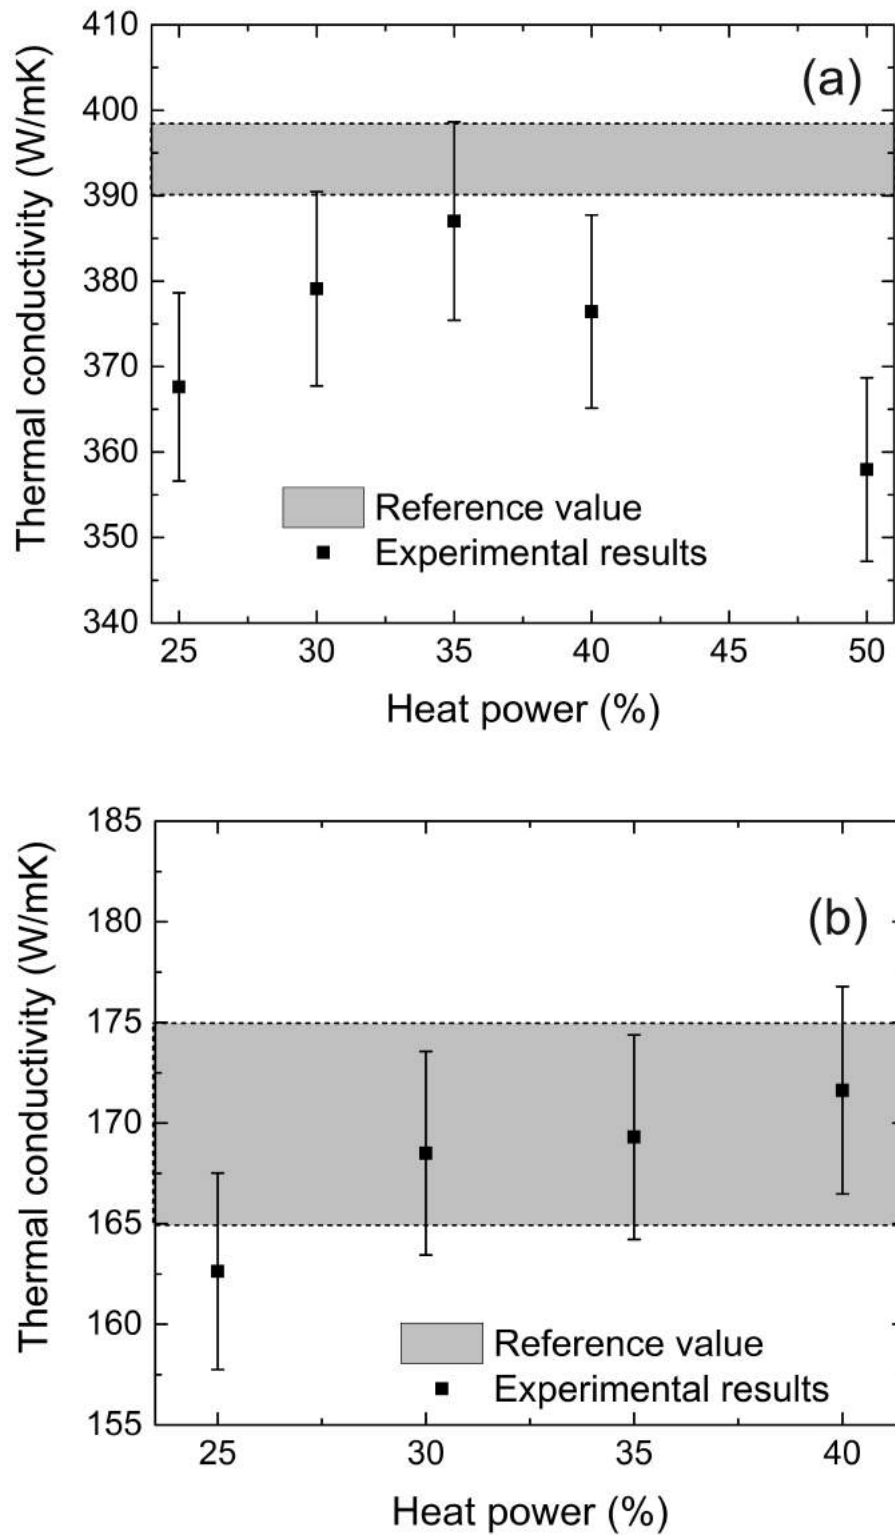 (a)
Thermal conductivity (W/mK)
410
400
390
380
370
360
350
340
Reference value
Experimental results
25 30 35 40 45 50
Heat power (%)
(b)
Thermal conductivity (W/mK)
185
180
175
170
165
160
155
Reference value
Experimental results
25 30 35 40
Heat power (%)